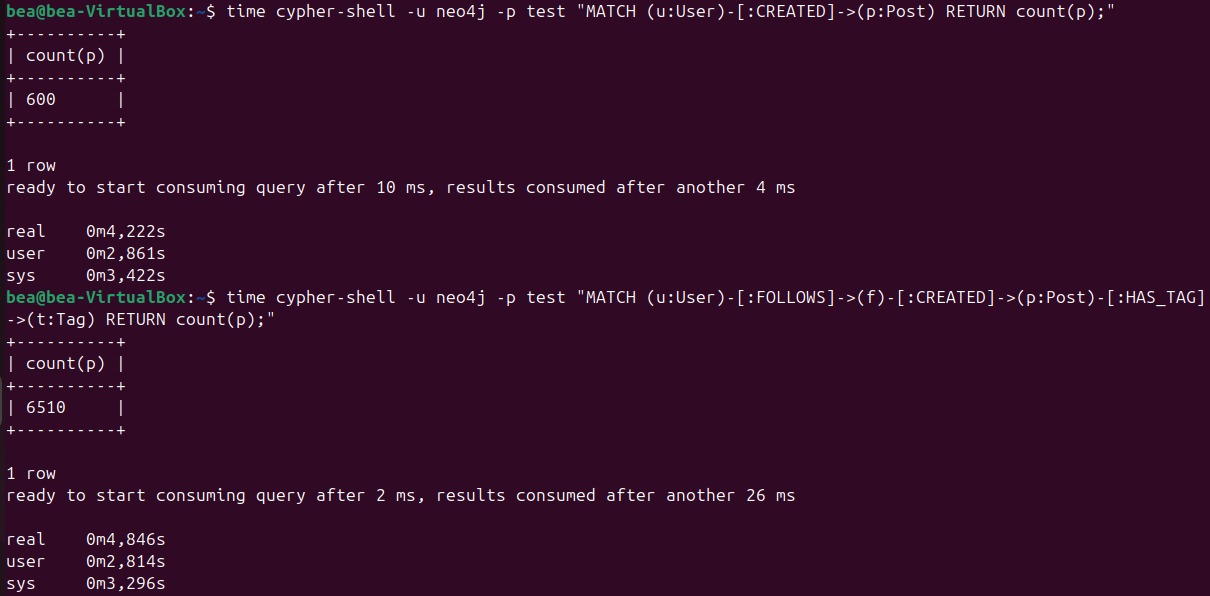 bea@bea-VirtualBox:~$ time cypher-shell -u neo4j -p test "MATCH (u:User)-[:CREATED]->(p:Post) RETURN count(p);"
+----------+
| count(p) |
+----------+
| 600      |
+----------+

1 row
ready to start consuming query after 10 ms, results consumed after another 4 ms

real    0m4,222s
user    0m2,861s
sys     0m3,422s
bea@bea-VirtualBox:~$ time cypher-shell -u neo4j -p test "MATCH (u:User)-[:FOLLOWS]->(f)-[:CREATED]->(p:Post)-[:HAS_TAG]
->(t:Tag) RETURN count(p);"
+----------+
| count(p) |
+----------+
| 6510     |
+----------+

1 row
ready to start consuming query after 2 ms, results consumed after another 26 ms

real    0m4,846s
user    0m2,814s
sys     0m3,296s